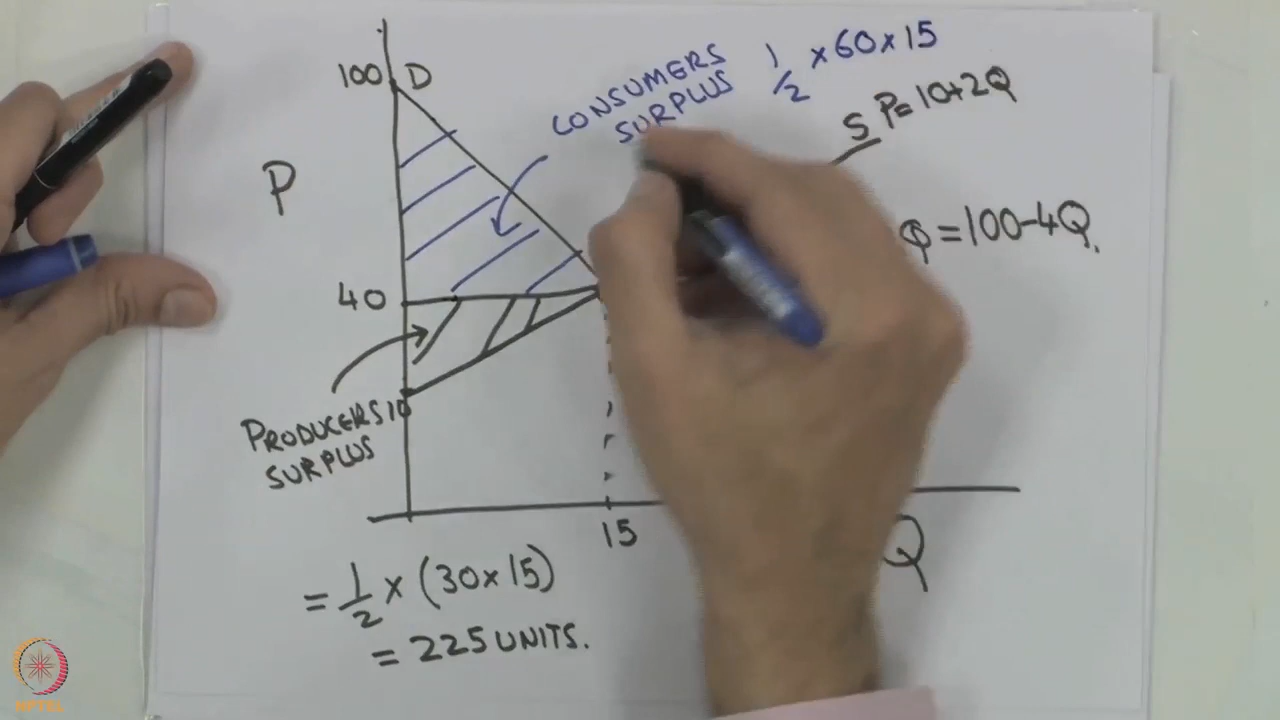 100 D
CONSUMERS
SURPLUS
1/2 × 60 × 15
S P = 10 + 2Q
P
= 100 - 4Q.
40
PRODUCERS
SURPLUS
10
15
Q
= 1/2 × (30 × 15)
= 225 UNITS.
NPTEL